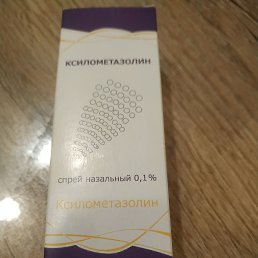 КСИЛОМЕТАЗОЛИН
спрей назальный 0,1%
Ксилометазолин